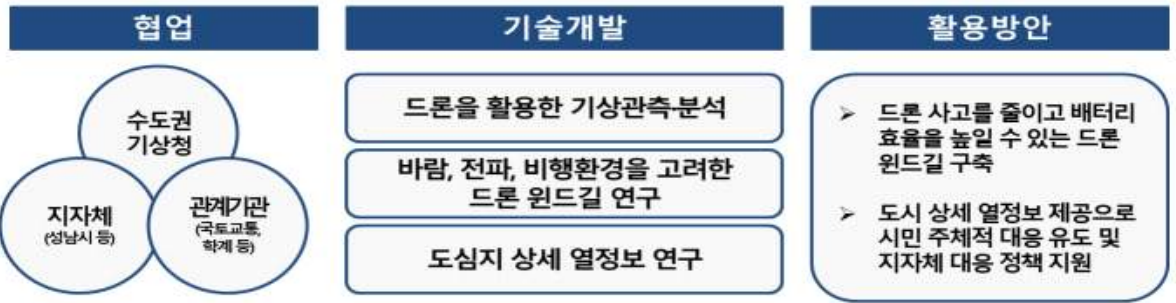 협업
수도권
기상청
지자체
(성남시 등)
관계기관
(국토교통,
학계 등)
기술개발
드론을 활용한 기상관측·분석
바람, 전파, 비행환경을 고려한
드론 윈드길 연구
도심지 상세 열정보 연구
활용방안
➢ 드론 사고를 줄이고 배터리
효율을 높일 수 있는 드론
윈드길 구축
➢ 도시 상세 열정보 제공으로
시민 주체적 대응 유도 및
지자체 대응 정책 지원